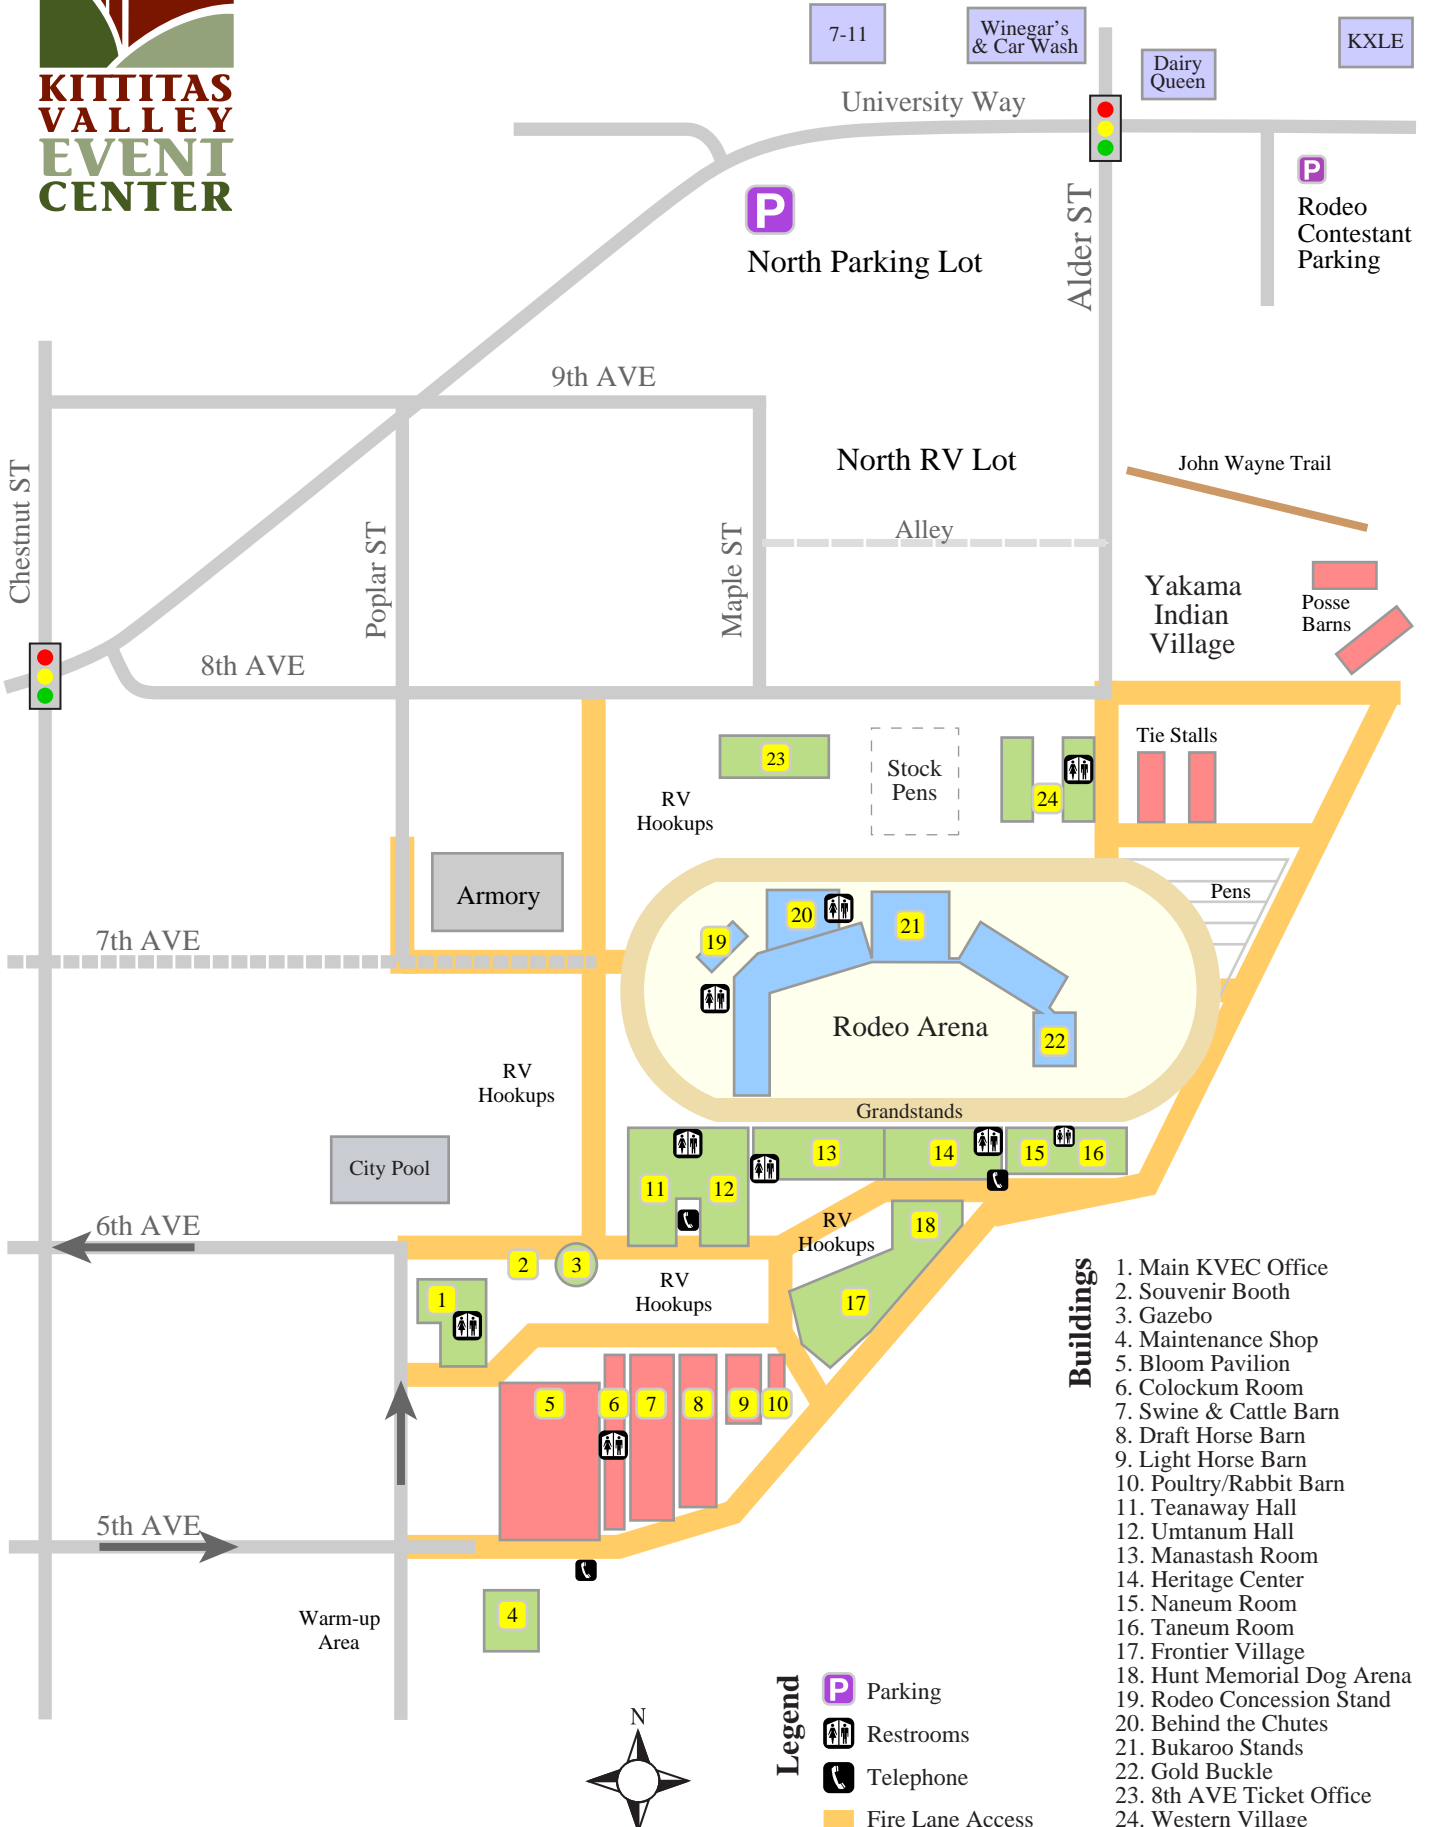 KITTITAS
VALLEY
EVENT
CENTER
7-11
Winegar's
& Car Wash
Dairy
Queen
KXLE
University Way
P
North Parking Lot
Alder ST
P
Rodeo
Contestant
Parking
9th AVE
North RV Lot
John Wayne Trail
Chestnut ST
Poplar ST
Maple ST
Alley
Yakama
Indian
Village
Posse
Barns
8th AVE
23
Stock
Pens
24
Tie Stalls
RV
Hookups
Armory
Pens
7th AVE
19
20
21
22
Rodeo Arena
RV
Hookups
Grandstands
City Pool
11
12
13
14
15
16
6th AVE
RV
Hookups
18
17
2
3
RV
Hookups
1
5
6
7
8
9
10
5th AVE
4
Warm-up
Area
N
Legend
P Parking
Restrooms
Telephone
Fire Lane Access
Buildings
1. Main KVEC Office
2. Souvenir Booth
3. Gazebo
4. Maintenance Shop
5. Bloom Pavilion
6. Colockum Room
7. Swine & Cattle Barn
8. Draft Horse Barn
9. Light Horse Barn
10. Poultry/Rabbit Barn
11. Teanaway Hall
12. Umtanum Hall
13. Manastash Room
14. Heritage Center
15. Naneum Room
16. Taneum Room
17. Frontier Village
18. Hunt Memorial Dog Arena
19. Rodeo Concession Stand
20. Behind the Chutes
21. Bukaroo Stands
22. Gold Buckle
23. 8th AVE Ticket Office
24. Western Village